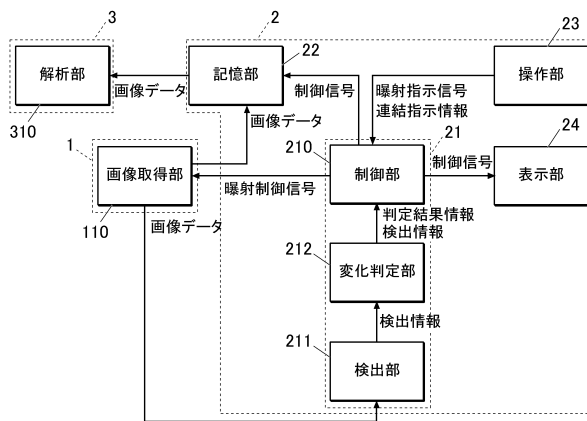 3
2
23
解析部
310
画像データ
記憶部
22
制御信号
画像データ
曝射指示信号
連結指示情報
操作部
1
画像取得部
110
画像データ
曝射制御信号
210
21
制御部
制御信号
24
表示部
判定結果情報
検出情報
212
変化判定部
検出情報
211
検出部